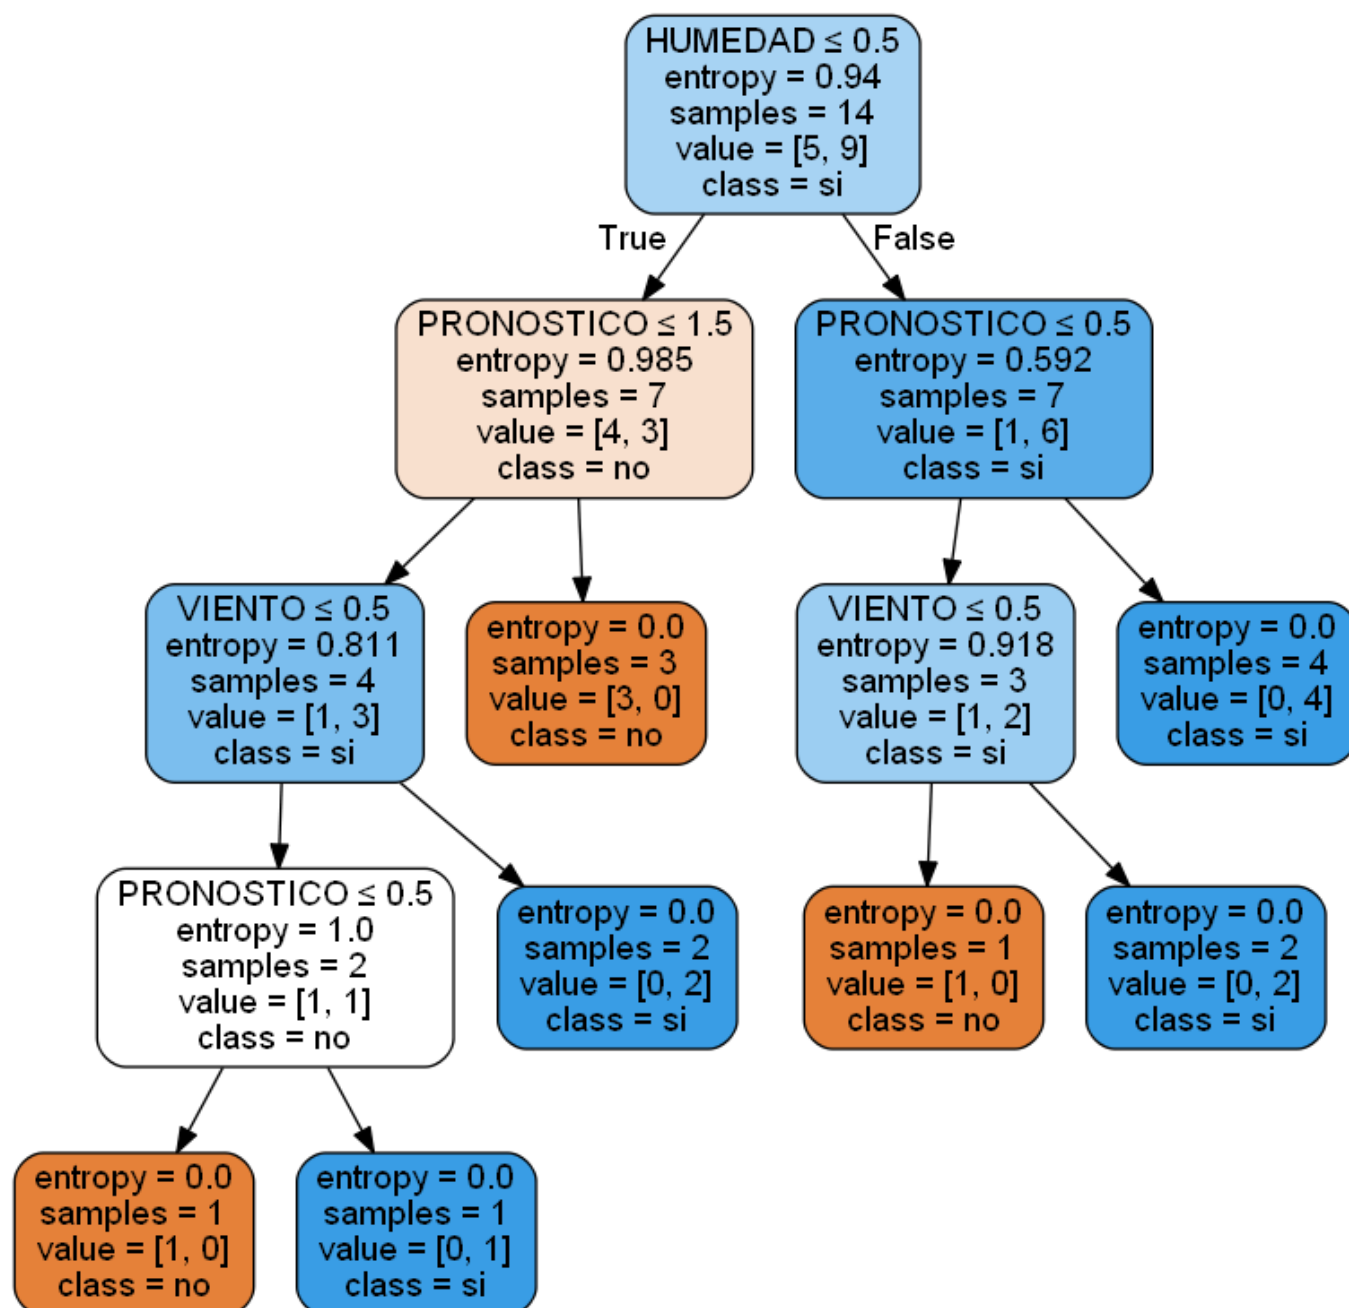 HUMEDAD ≤ 0.5
entropy = 0.94
samples = 14
value = [5, 9]
class = si
True
False
PRONOSTICO ≤ 1.5
entropy = 0.985
samples = 7
value = [4, 3]
class = no
PRONOSTICO ≤ 0.5
entropy = 0.592
samples = 7
value = [1, 6]
class = si
VIENTO ≤ 0.5
entropy = 0.811
samples = 4
value = [1, 3]
class = si
entropy = 0.0
samples = 3
value = [3, 0]
class = no
VIENTO ≤ 0.5
entropy = 0.918
samples = 3
value = [1, 2]
class = si
entropy = 0.0
samples = 4
value = [0, 4]
class = si
PRONOSTICO ≤ 0.5
entropy = 1.0
samples = 2
value = [1, 1]
class = no
entropy = 0.0
samples = 2
value = [0, 2]
class = si
entropy = 0.0
samples = 1
value = [1, 0]
class = no
entropy = 0.0
samples = 2
value = [0, 2]
class = si
entropy = 0.0
samples = 1
value = [1, 0]
class = no
entropy = 0.0
samples = 1
value = [0, 1]
class = si